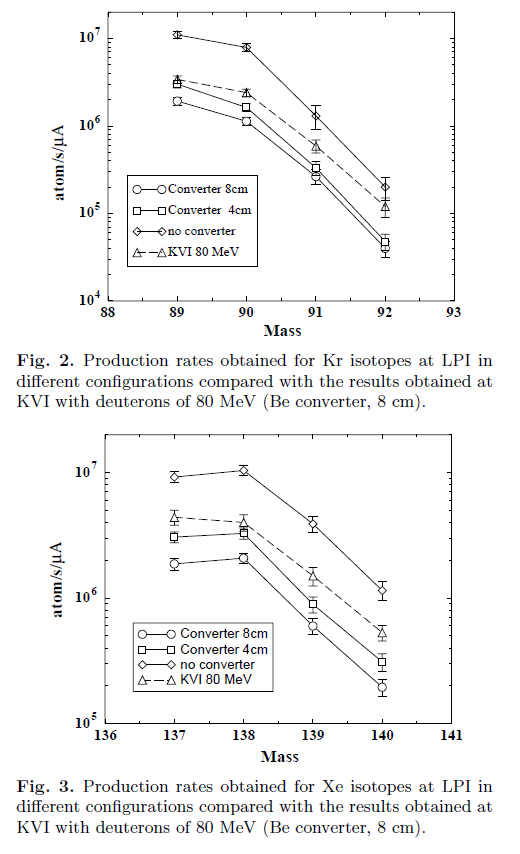 10^7
10^6
10^5
10^4
atom/s/μA
Converter 8cm
Converter 4cm
no converter
KVI 80 MeV
88 89 90 91 92 93
Mass
Fig. 2. Production rates obtained for Kr isotopes at LPI in
different configurations compared with the results obtained at
KVI with deuterons of 80 MeV (Be converter, 8 cm).
10^7
10^6
10^5
atom/s/μA
Converter 8cm
Converter 4cm
no converter
KVI 80 MeV
136 137 138 139 140 141
Mass
Fig. 3. Production rates obtained for Xe isotopes at LPI in
different configurations compared with the results obtained at
KVI with deuterons of 80 MeV (Be converter, 8 cm).